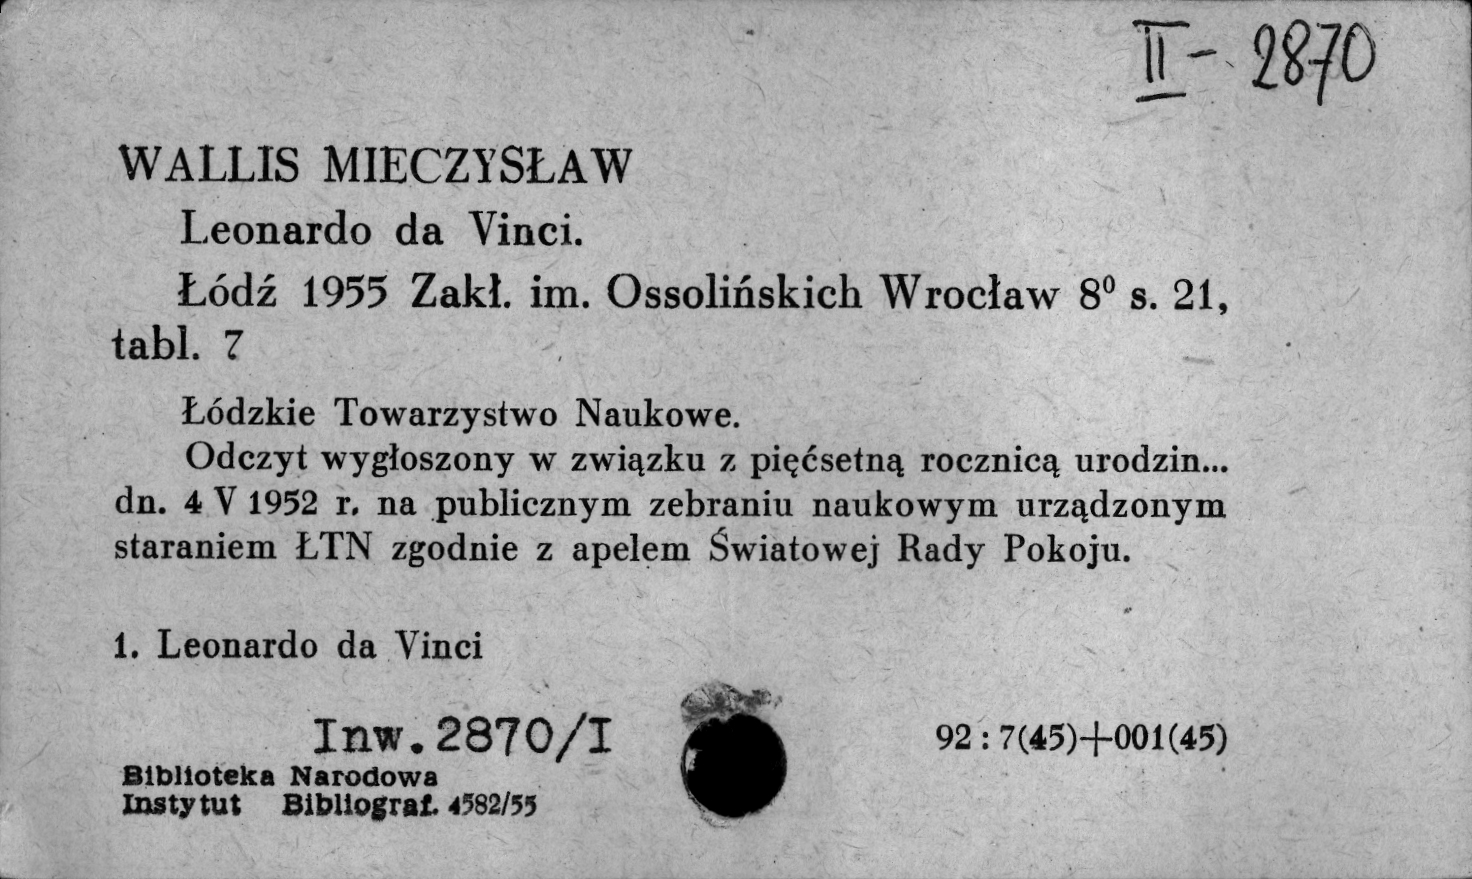 II - 2870
WALLIS MIECZYSŁAW
Leonardo da Vinci.
Łódź 1955 Zakł. im. Ossolińskich Wrocław 8⁰ s. 21,
tabl. 7
Łódzkie Towarzystwo Naukowe.
Odczyt wygłoszony w związku z pięćsetną rocznicą urodzin...
dn. 4 V 1952 r. na publicznym zebraniu naukowym urządzonym
staraniem ŁTN zgodnie z apelem Światowej Rady Pokoju.
1. Leonardo da Vinci
Inw. 2870/I
92 : 7(45)+001(45)
Biblioteka Narodowa
Instytut Bibliograf. 4582/55